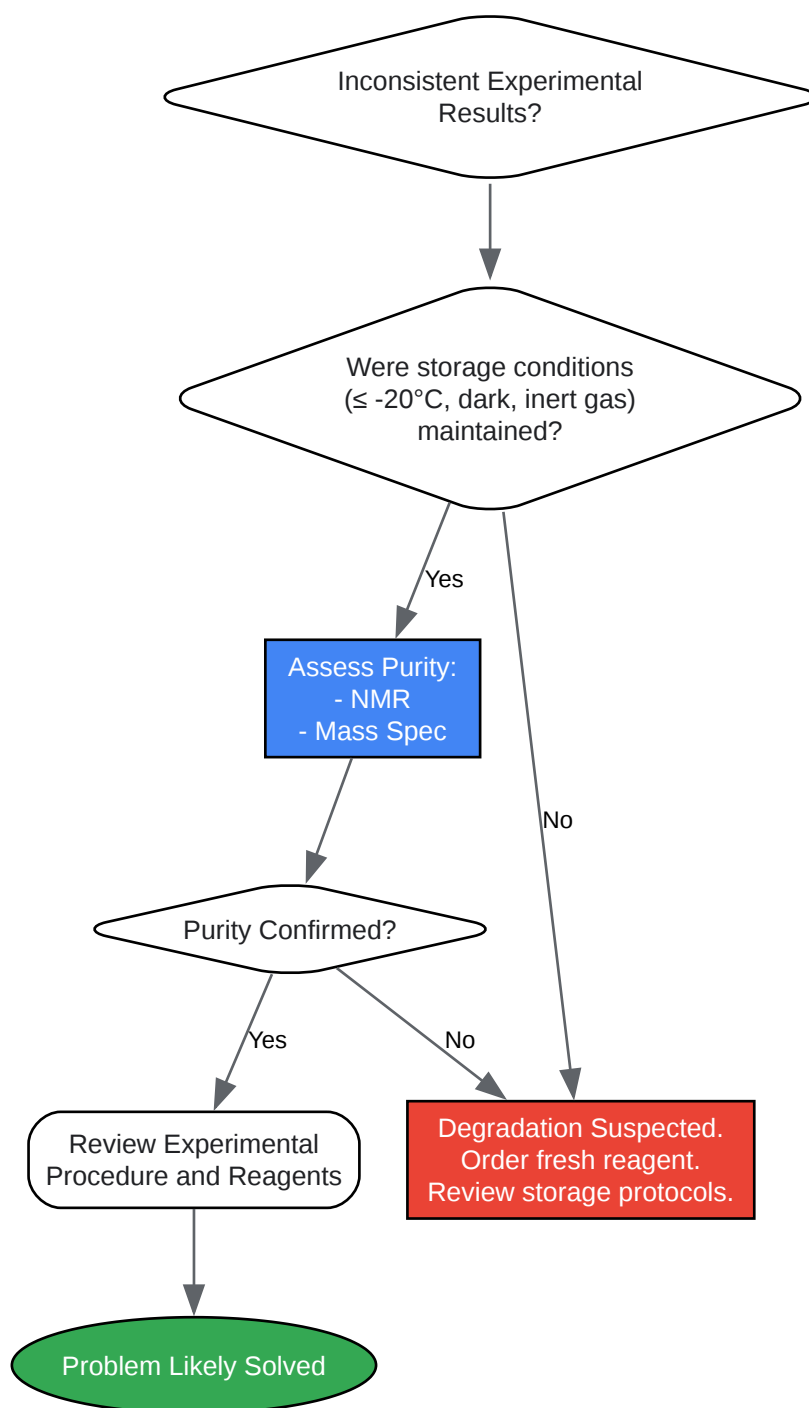 Inconsistent Experimental
Results?
Were storage conditions
(≤ -20°C, dark, inert gas)
maintained?
Yes
Assess Purity:
- NMR
- Mass Spec
No
Purity Confirmed?
Yes
No
Review Experimental
Procedure and Reagents
Degradation Suspected.
Order fresh reagent.
Review storage protocols.
Problem Likely Solved